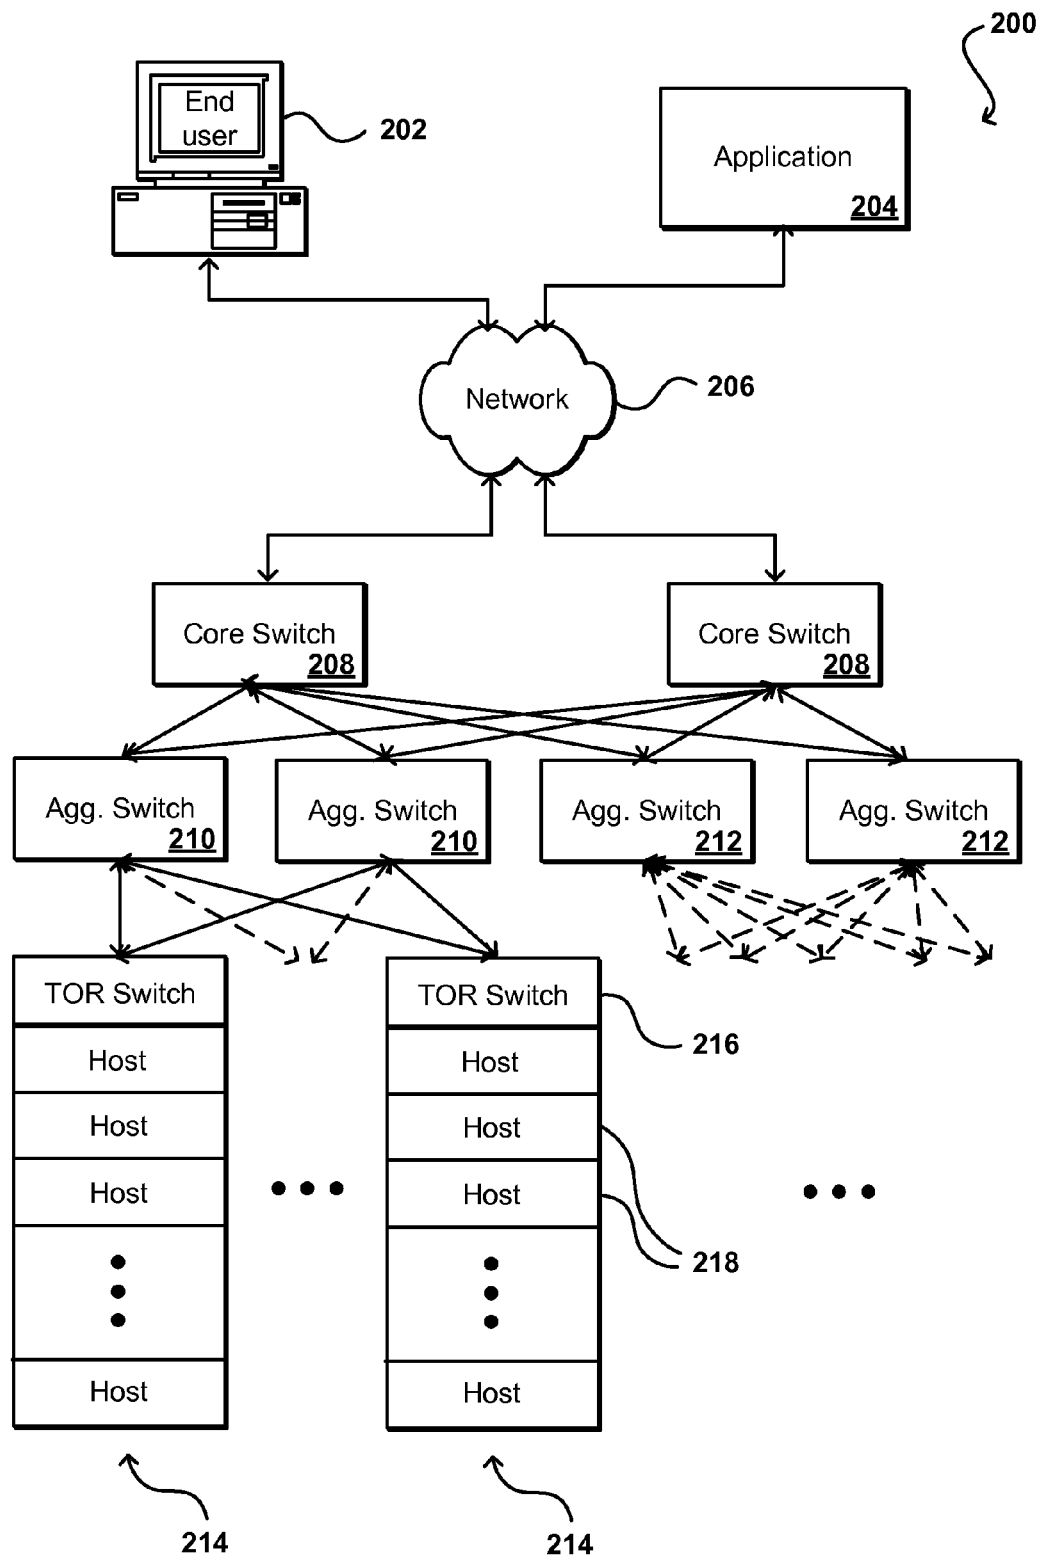 200
End
user
202
Application
204
Network
206
Core Switch
208
Core Switch
208
Agg. Switch
210
Agg. Switch
210
Agg. Switch
212
Agg. Switch
212
TOR Switch
TOR Switch
216
Host
Host
Host
Host
Host
Host
218
Host
Host
214
214